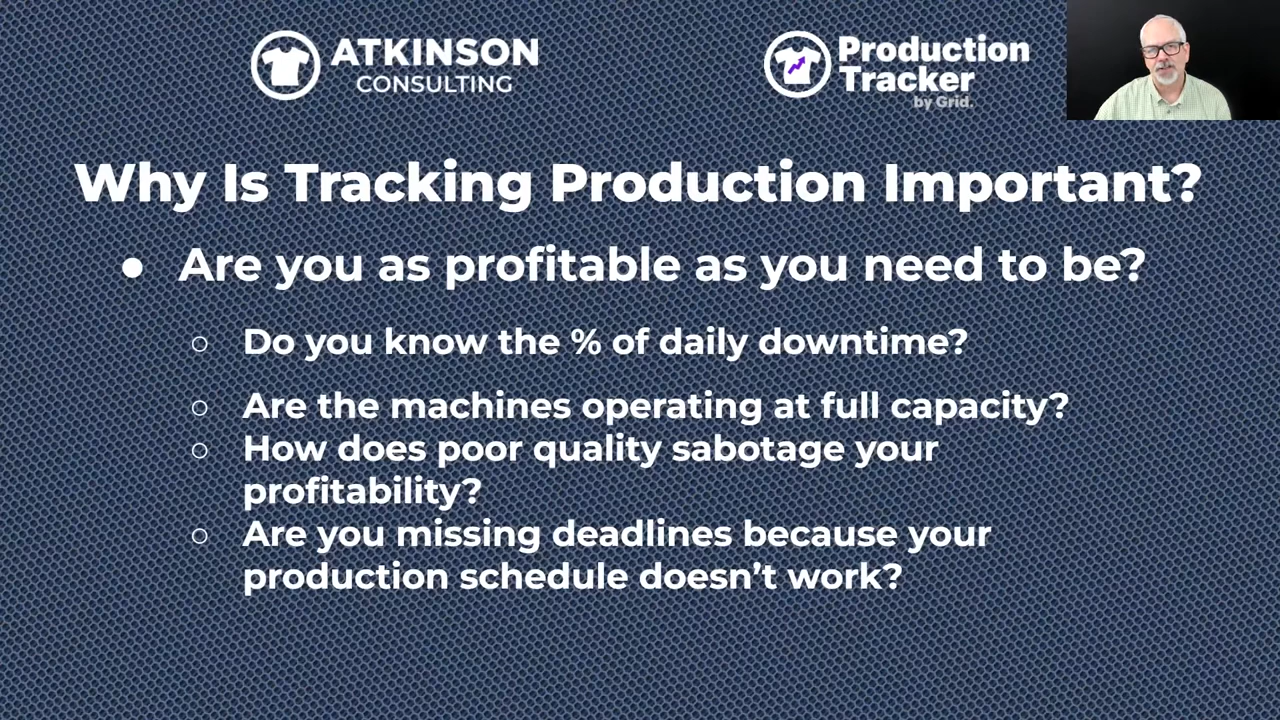 ATKINSON
CONSULTING
Production
Tracker
by Grid.
Why Is Tracking Production Important?
● Are you as profitable as you need to be?
○ Do you know the % of daily downtime?
○ Are the machines operating at full capacity?
○ How does poor quality sabotage your
profitability?
○ Are you missing deadlines because your
production schedule doesn’t work?